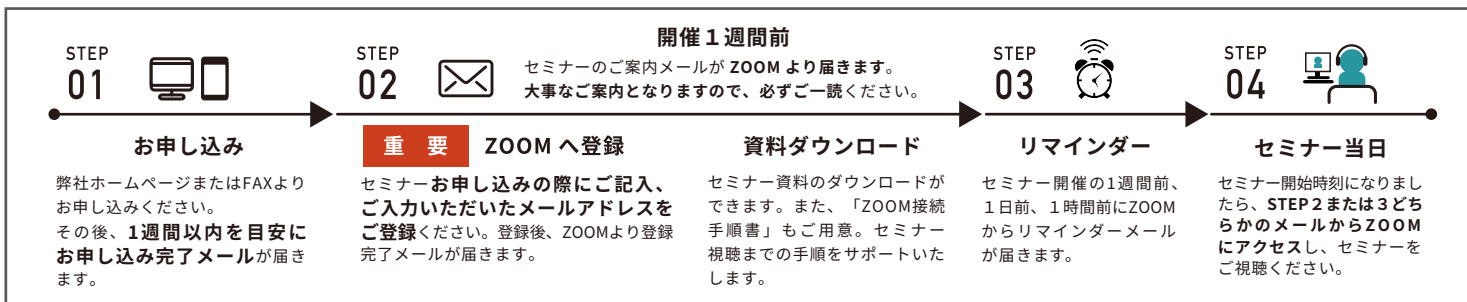 STEP
01
お申し込み
弊社ホームページまたはFAXより
お申し込みください。
その後、1週間以内を目安に
お申し込み完了メールが届き
ます。
STEP
02
開催１週間前
セミナーのご案内メールが ZOOM より届きます。
大事なご案内となりますので、必ずご一読ください。
重 要 ZOOM へ登録
セミナーお申し込みの際にご記入、
ご入力いただいたメールアドレスを
ご登録ください。登録後、ZOOMより登録
完了メールが届きます。
資料ダウンロード
セミナー資料のダウンロードが
できます。また、「ZOOM接続
手順書」もご用意。セミナー
視聴までの手順をサポートいた
します。
STEP
03
リマインダー
セミナー開催の1週間前、
１日前、１時間前にZOOM
からリマインダーメール
が届きます。
STEP
04
セミナー当日
セミナー開始時刻になりまし
たら、STEP２または３どち
らかのメールからZOOM
にアクセスし、セミナーを
ご視聴ください。